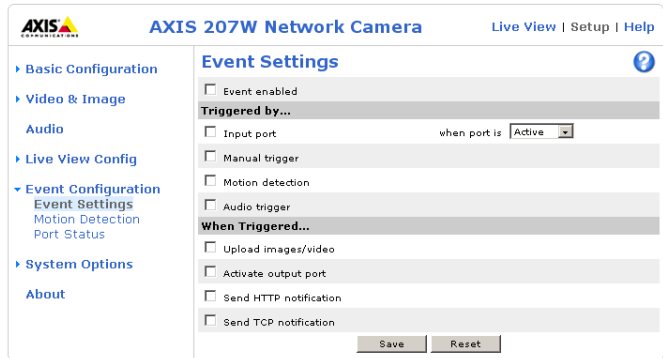 AXIS
COMMUNICATIONS
AXIS 207W Network Camera
Live View | Setup | Help
Basic Configuration
Video & Image
Audio
Live View Config
Event Configuration
Event Settings
Motion Detection
Port Status
System Options
About
Event Settings
?
Event enabled
Triggered by...
Input port when port is Active
Manual trigger
Motion detection
Audio trigger
When Triggered...
Upload images/video
Activate output port
Send HTTP notification
Send TCP notification
Save Reset